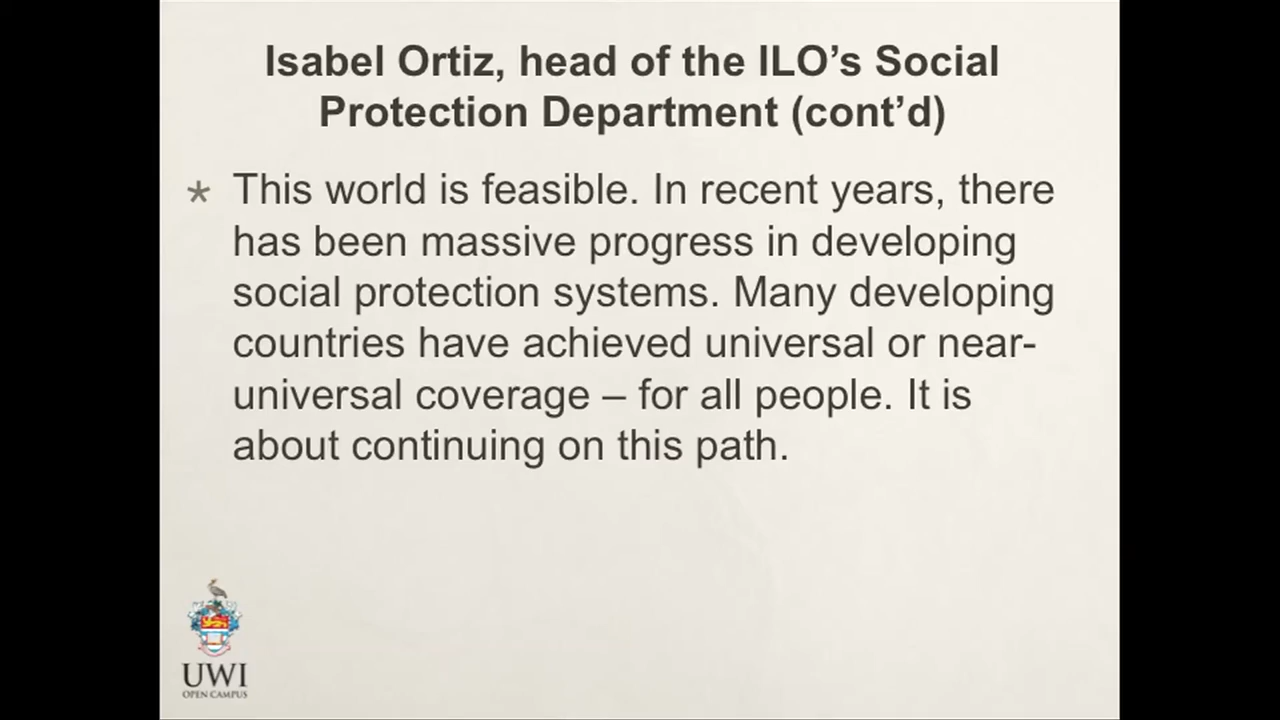 Isabel Ortiz, head of the ILO’s Social
Protection Department (cont’d)
* This world is feasible. In recent years, there
has been massive progress in developing
social protection systems. Many developing
countries have achieved universal or near-
universal coverage – for all people. It is
about continuing on this path.
UWI
OPEN CAMPUS